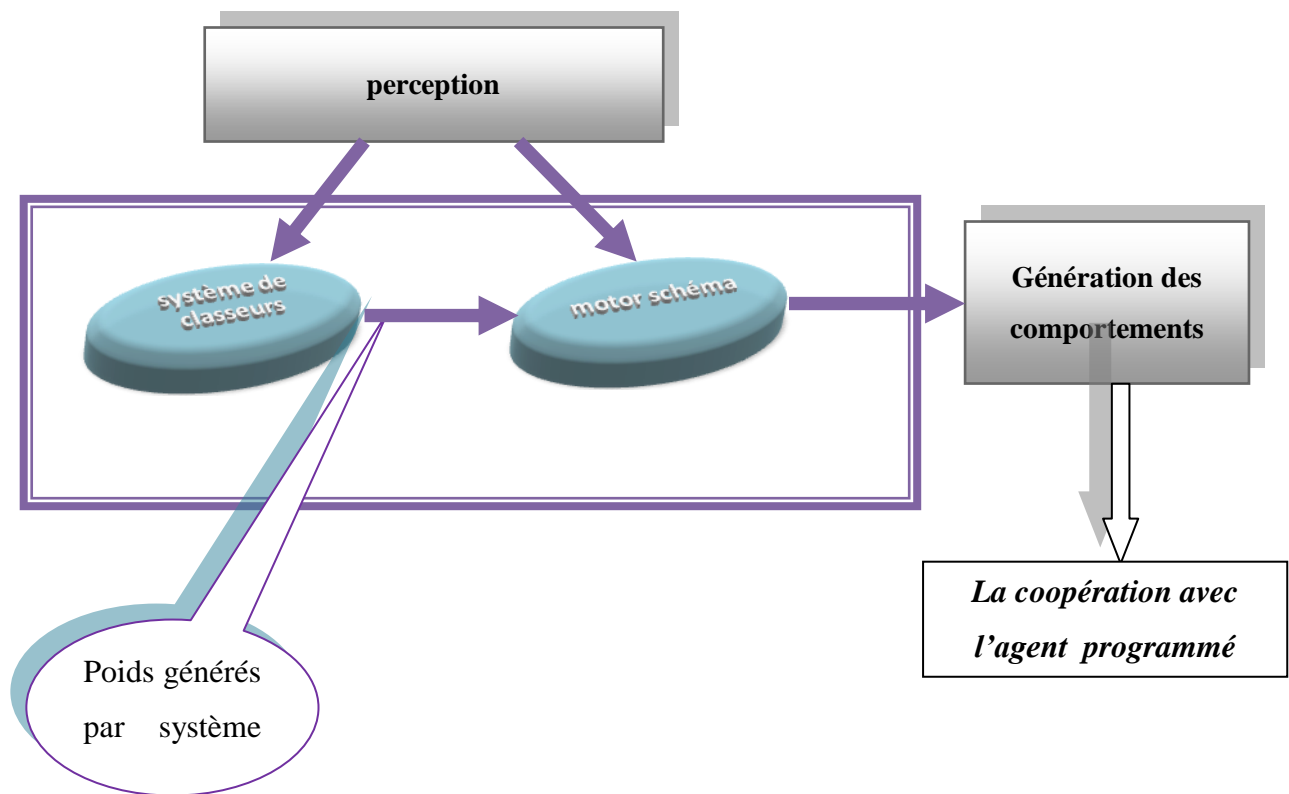 perception
système de
classeurs
motor schéma
Génération des
comportements
La coopération avec
l’agent programmé
Poids générés
par système